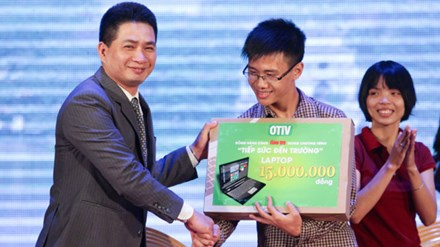 OTIV
"TIẾP SỨC ĐẾN TRƯỜNG"
LAPTOP
15.000.000
đồng